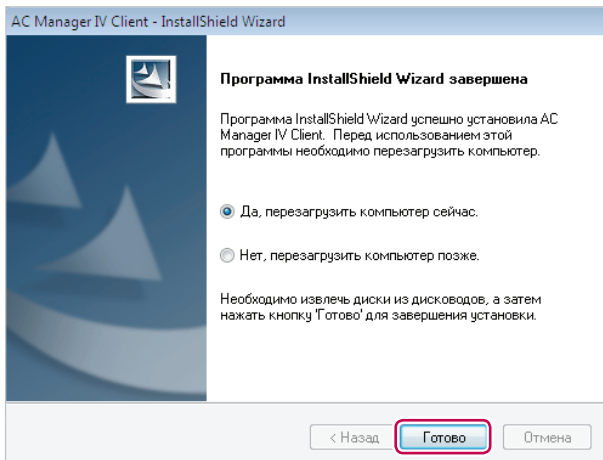 AC Manager IV Client - InstallShield Wizard
Программа InstallShield Wizard завершена
Программа InstallShield Wizard успешно установила AC
Manager IV Client. Перед использованием этой
программы необходимо перезагрузить компьютер.
Да, перезагрузить компьютер сейчас.
Нет, перезагрузить компьютер позже.
Необходимо извлечь диски из дисководов, а затем
нажать кнопку 'Готово' для завершения установки.
< Назад Готово Отмена